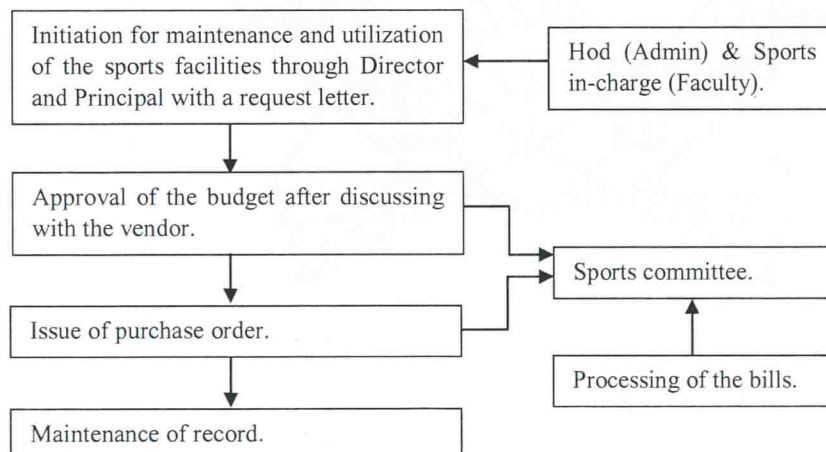 Initiation for maintenance and utilization
of the sports facilities through Director
and Principal with a request letter.
Hod (Admin) & Sports
in-charge (Faculty).
Approval of the budget after discussing
with the vendor.
Sports committee.
Issue of purchase order.
Processing of the bills.
Maintenance of record.